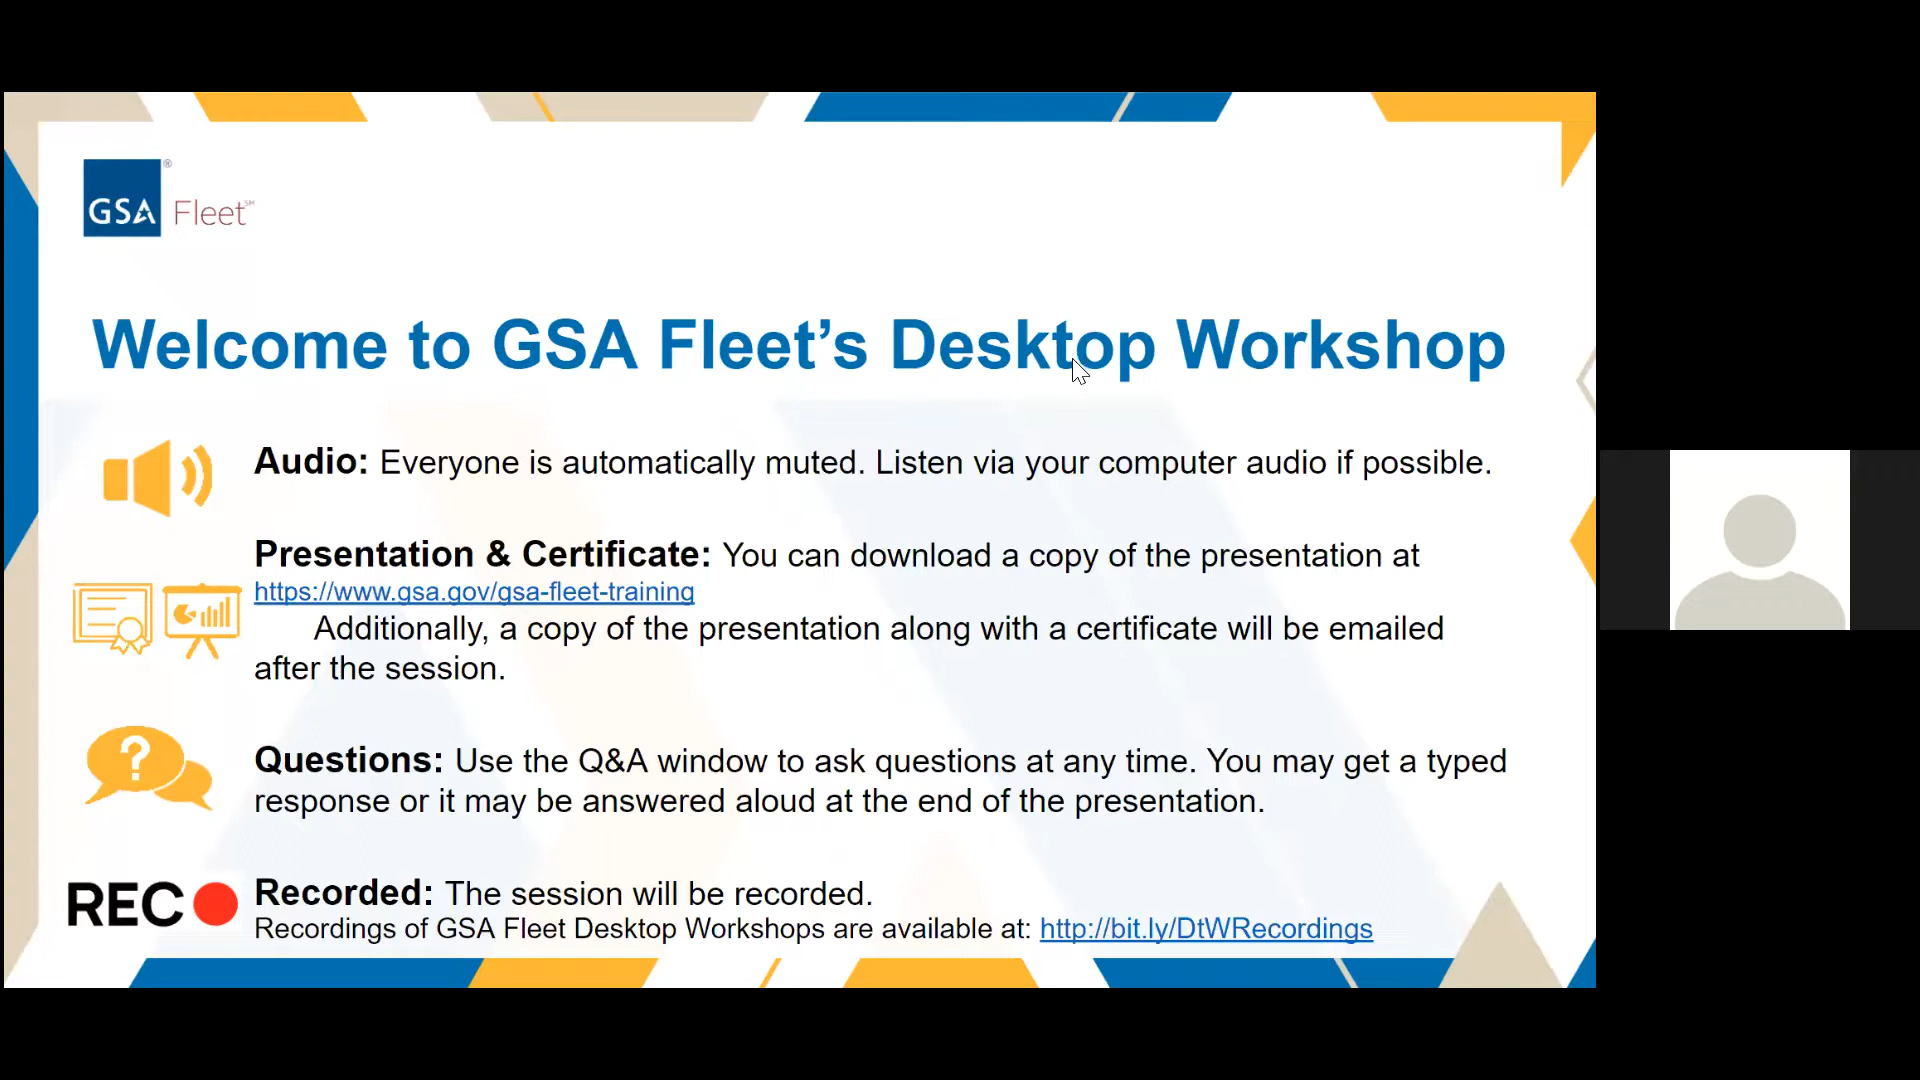 GSA® Fleet℠
Welcome to GSA Fleet’s Desktop Workshop
Audio: Everyone is automatically muted. Listen via your computer audio if possible.
Presentation & Certificate: You can download a copy of the presentation at
https://www.gsa.gov/gsa-fleet-training
Additionally, a copy of the presentation along with a certificate will be emailed
after the session.
?
Questions: Use the Q&A window to ask questions at any time. You may get a typed
response or it may be answered aloud at the end of the presentation.
REC
Recorded: The session will be recorded.
Recordings of GSA Fleet Desktop Workshops are available at: http://bit.ly/DtWRecordings